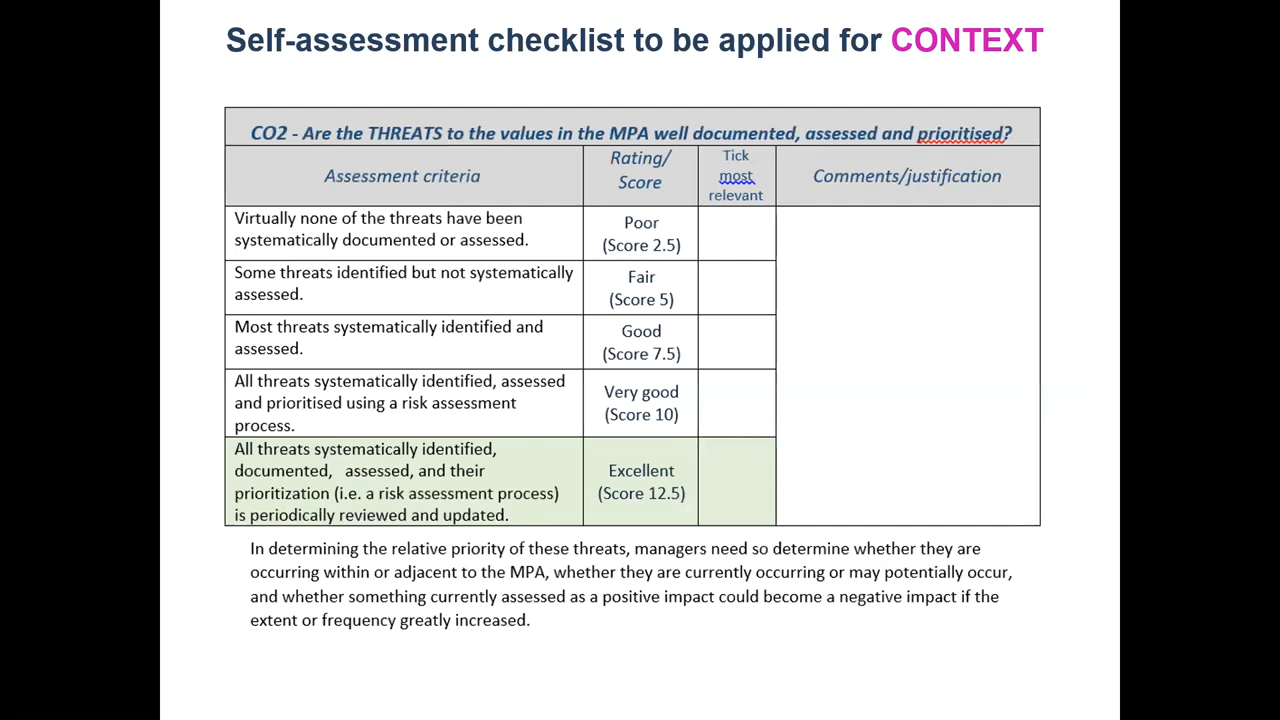 Self-assessment checklist to be applied for CONTEXT
CO2 - Are the THREATS to the values in the MPA well documented, assessed and prioritised?
Assessment criteria
Rating/
Score
Tick
most
relevant
Comments/justification
Virtually none of the threats have been
systematically documented or assessed.
Poor
(Score 2.5)
Some threats identified but not systematically
assessed.
Fair
(Score 5)
Most threats systematically identified and
assessed.
Good
(Score 7.5)
All threats systematically identified, assessed
and prioritised using a risk assessment
process.
Very good
(Score 10)
All threats systematically identified,
documented, assessed, and their
prioritization (i.e. a risk assessment process)
is periodically reviewed and updated.
Excellent
(Score 12.5)
In determining the relative priority of these threats, managers need so determine whether they are
occurring within or adjacent to the MPA, whether they are currently occurring or may potentially occur,
and whether something currently assessed as a positive impact could become a negative impact if the
extent or frequency greatly increased.